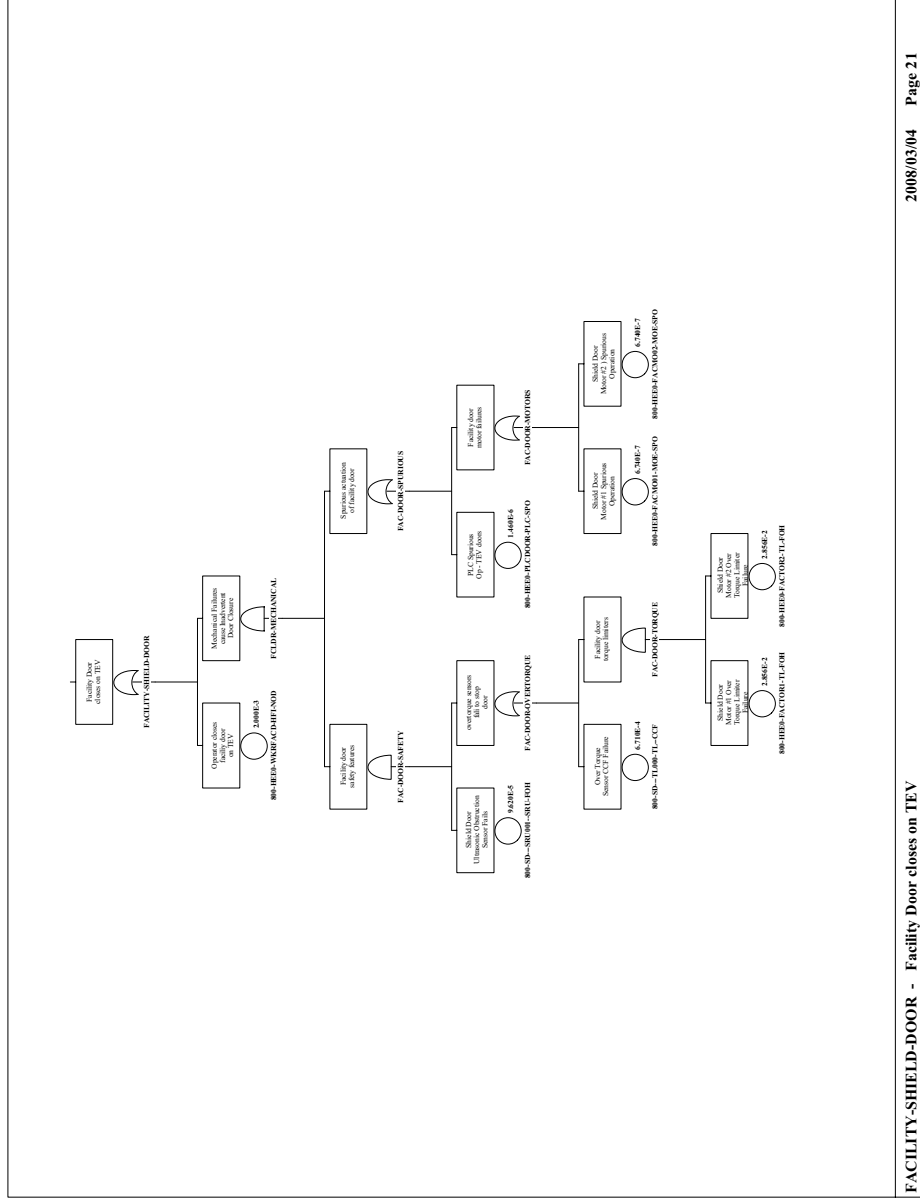 Facility Door
closes on TEV
FACILITY-SHIELD-DOOR
Operator closes
faciliy door
on TEV
2.000E-3
800-HEE0-WKRFACD-HFI-NOD
Mechanical Failures
cause Inadvertent
Door Closure
FCLDR-MECHANICAL
Facility door
safety features
FAC-DOOR-SAFETY
Spurious actuation
of facility door
FAC-DOOR-SPURIOUS
Shield Door
Ultrasonic Obstruction
Sensor Fails
9.620E-5
800-SD---SRU001--SRU-FOH
overtorque sensors
fail to stop
door
FAC-DOOR-OVERTORQUE
PLC Spurious
Op - TEV doors
1.460E-6
800-HEE0-PLCDOOR-PLC-SPO
Facility door
motor failures
FAC-DOOR-MOTORS
Over Torque
Sensor CCF Failure
6.710E-4
800-SD---TL000-TL-CCF
Facility door
torque limiters
FAC-DOOR-TORQUE
Shield Door
Motor #1 Spurious
Operation
6.740E-7
800-HEE0-FACMO01-MOE-SPO
Shield Door
Motor #2 ) Spurious
Operation
6.740E-7
800-HEE0-FACMO02-MOE-SPO
Shield Door
Motor #1 Over
Torque Limiter
Failure
2.856E-2
800-HEE0-FACTOR1-TL-FOH
Shield Door
Motor #2 Over
Torque Limiter
Failure
2.856E-2
800-HEE0-FACTOR2-TL-FOH
FACILITY-SHIELD-DOOR - Facility Door closes on TEV
2008/03/04 Page 21